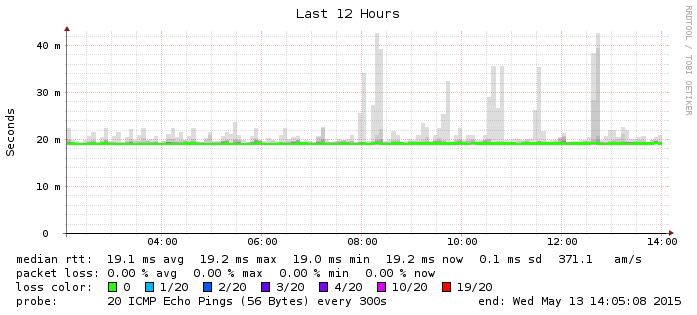 Last 12 Hours
RRDTOOL / TOBI OETIKER
Seconds
40 m
30 m
20 m
10 m
0
04:00 06:00 08:00 10:00 12:00 14:00
median rtt: 19.1 ms avg 19.2 ms max 19.0 ms min 19.2 ms now 0.1 ms sd 371.1 am/s
packet loss: 0.00 % avg 0.00 % max 0.00 % min 0.00 % now
loss color: 0 1/20 2/20 3/20 4/20 10/20 19/20
probe: 20 ICMP Echo Pings (56 Bytes) every 300s end: Wed May 13 14:05:08 2015